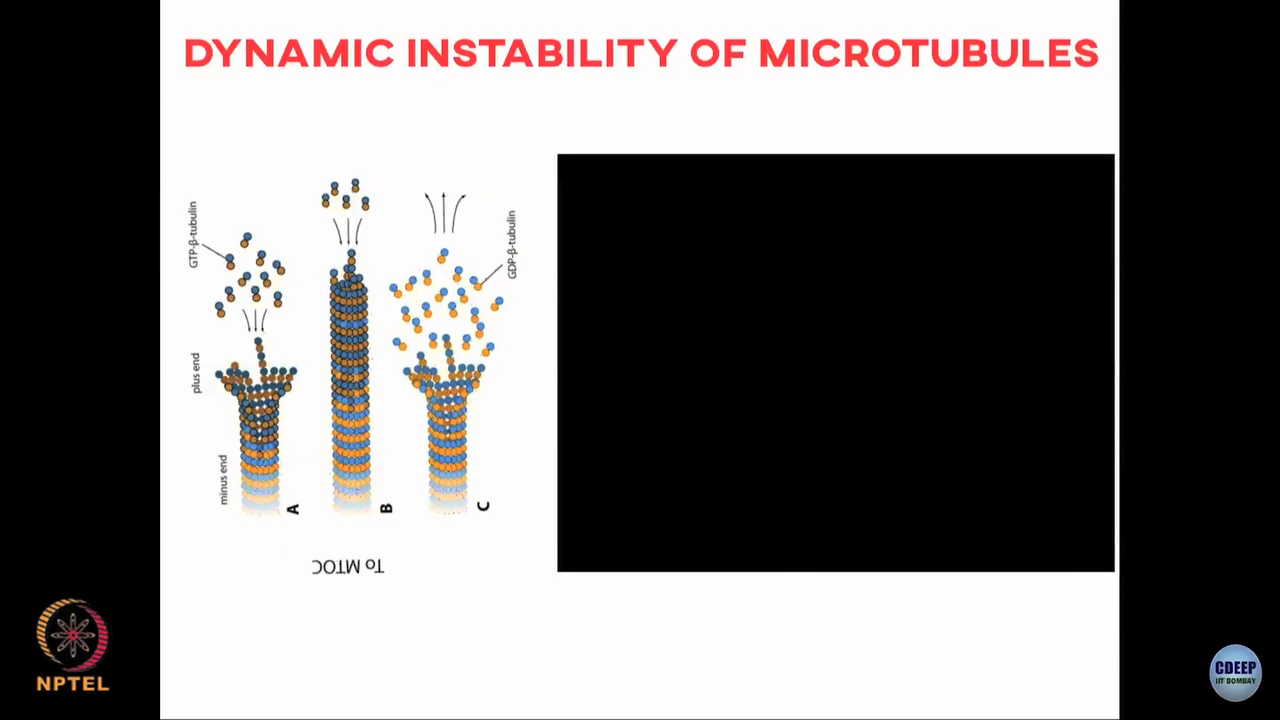 DYNAMIC INSTABILITY OF MICROTUBULES
GTP-β-tubulin
GDP-β-tubulin
plus end
minus end
A
B
C
To MTOC
NPTEL
CDEEP
IIT BOMBAY